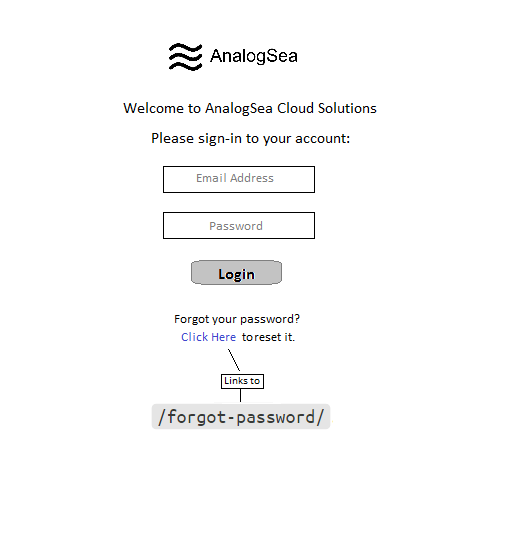 AnalogSea
Welcome to AnalogSea Cloud Solutions
Please sign-in to your account:
Email Address
Password
Login
Forgot your password?
Click Here to reset it.
Links to
/forgot-password/